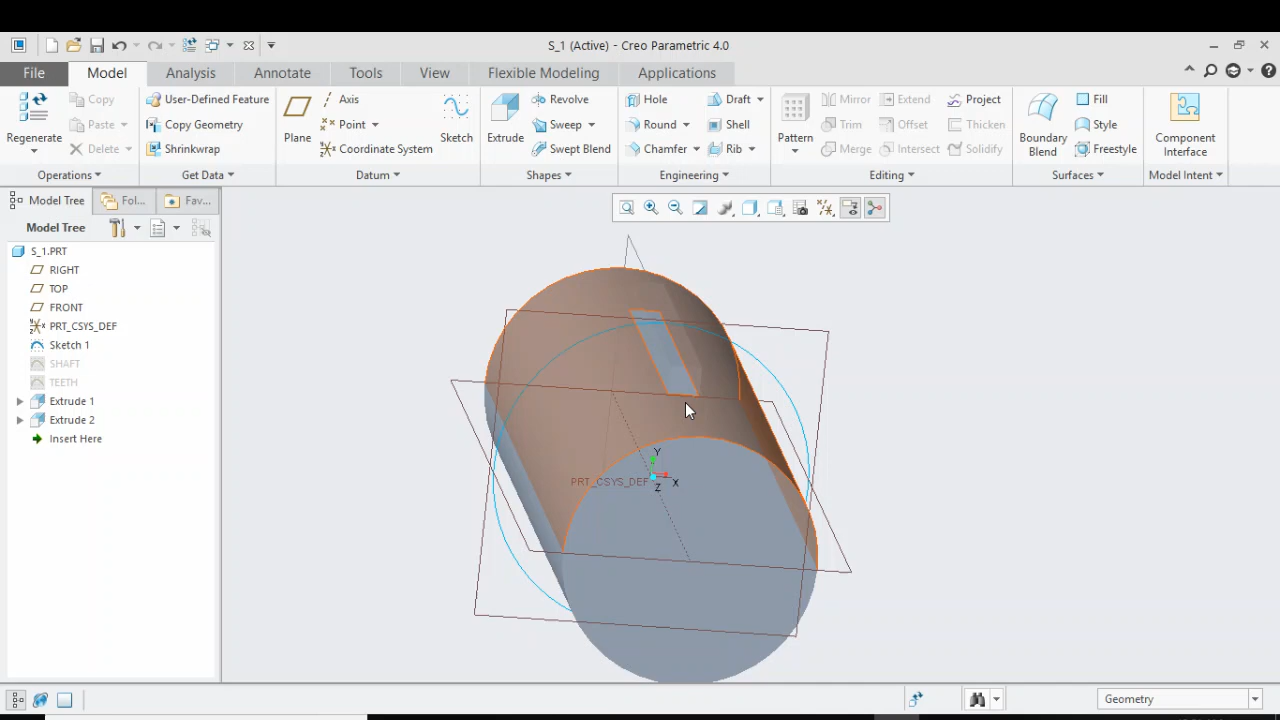 S_1 (Active) - Creo Parametric 4.0
File Model Analysis Annotate Tools View Flexible Modeling Applications
Regenerate
Copy
Paste
Delete
Operations
User-Defined Feature
Copy Geometry
Shrinkwrap
Get Data
Plane
Axis
Point
Coordinate System
Sketch
Datum
Extrude
Revolve
Sweep
Swept Blend
Shapes
Hole
Round
Chamfer
Draft
Shell
Rib
Engineering
Pattern
Mirror
Trim
Merge
Extend
Offset
Intersect
Project
Thicken
Solidify
Editing
Boundary
Blend
Fill
Style
Freestyle
Surfaces
Component
Interface
Model Intent
Model Tree Fol... Fav...
Model Tree
S_1.PRT
RIGHT
TOP
FRONT
PRT_CSYS_DEF
Sketch 1
SHAFT
TEETH
Extrude 1
Extrude 2
Insert Here
Y
PRT_CSYS_DEF
Z
X
Geometry